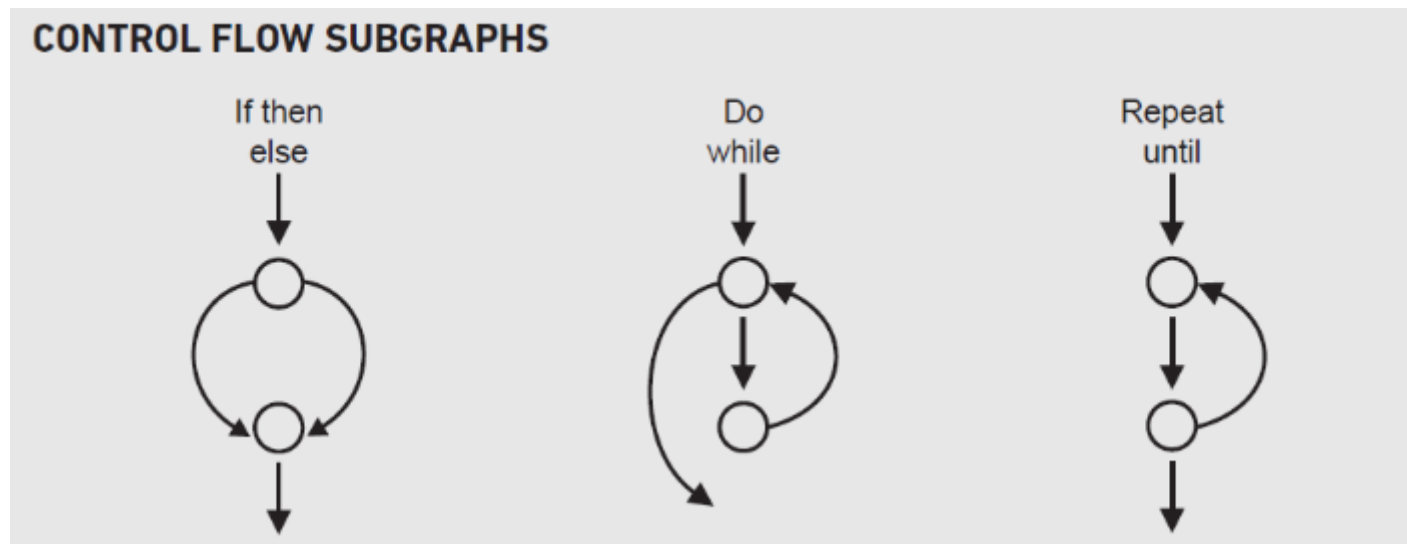 CONTROL FLOW SUBGRAPHS
If then
else
Do
while
Repeat
until